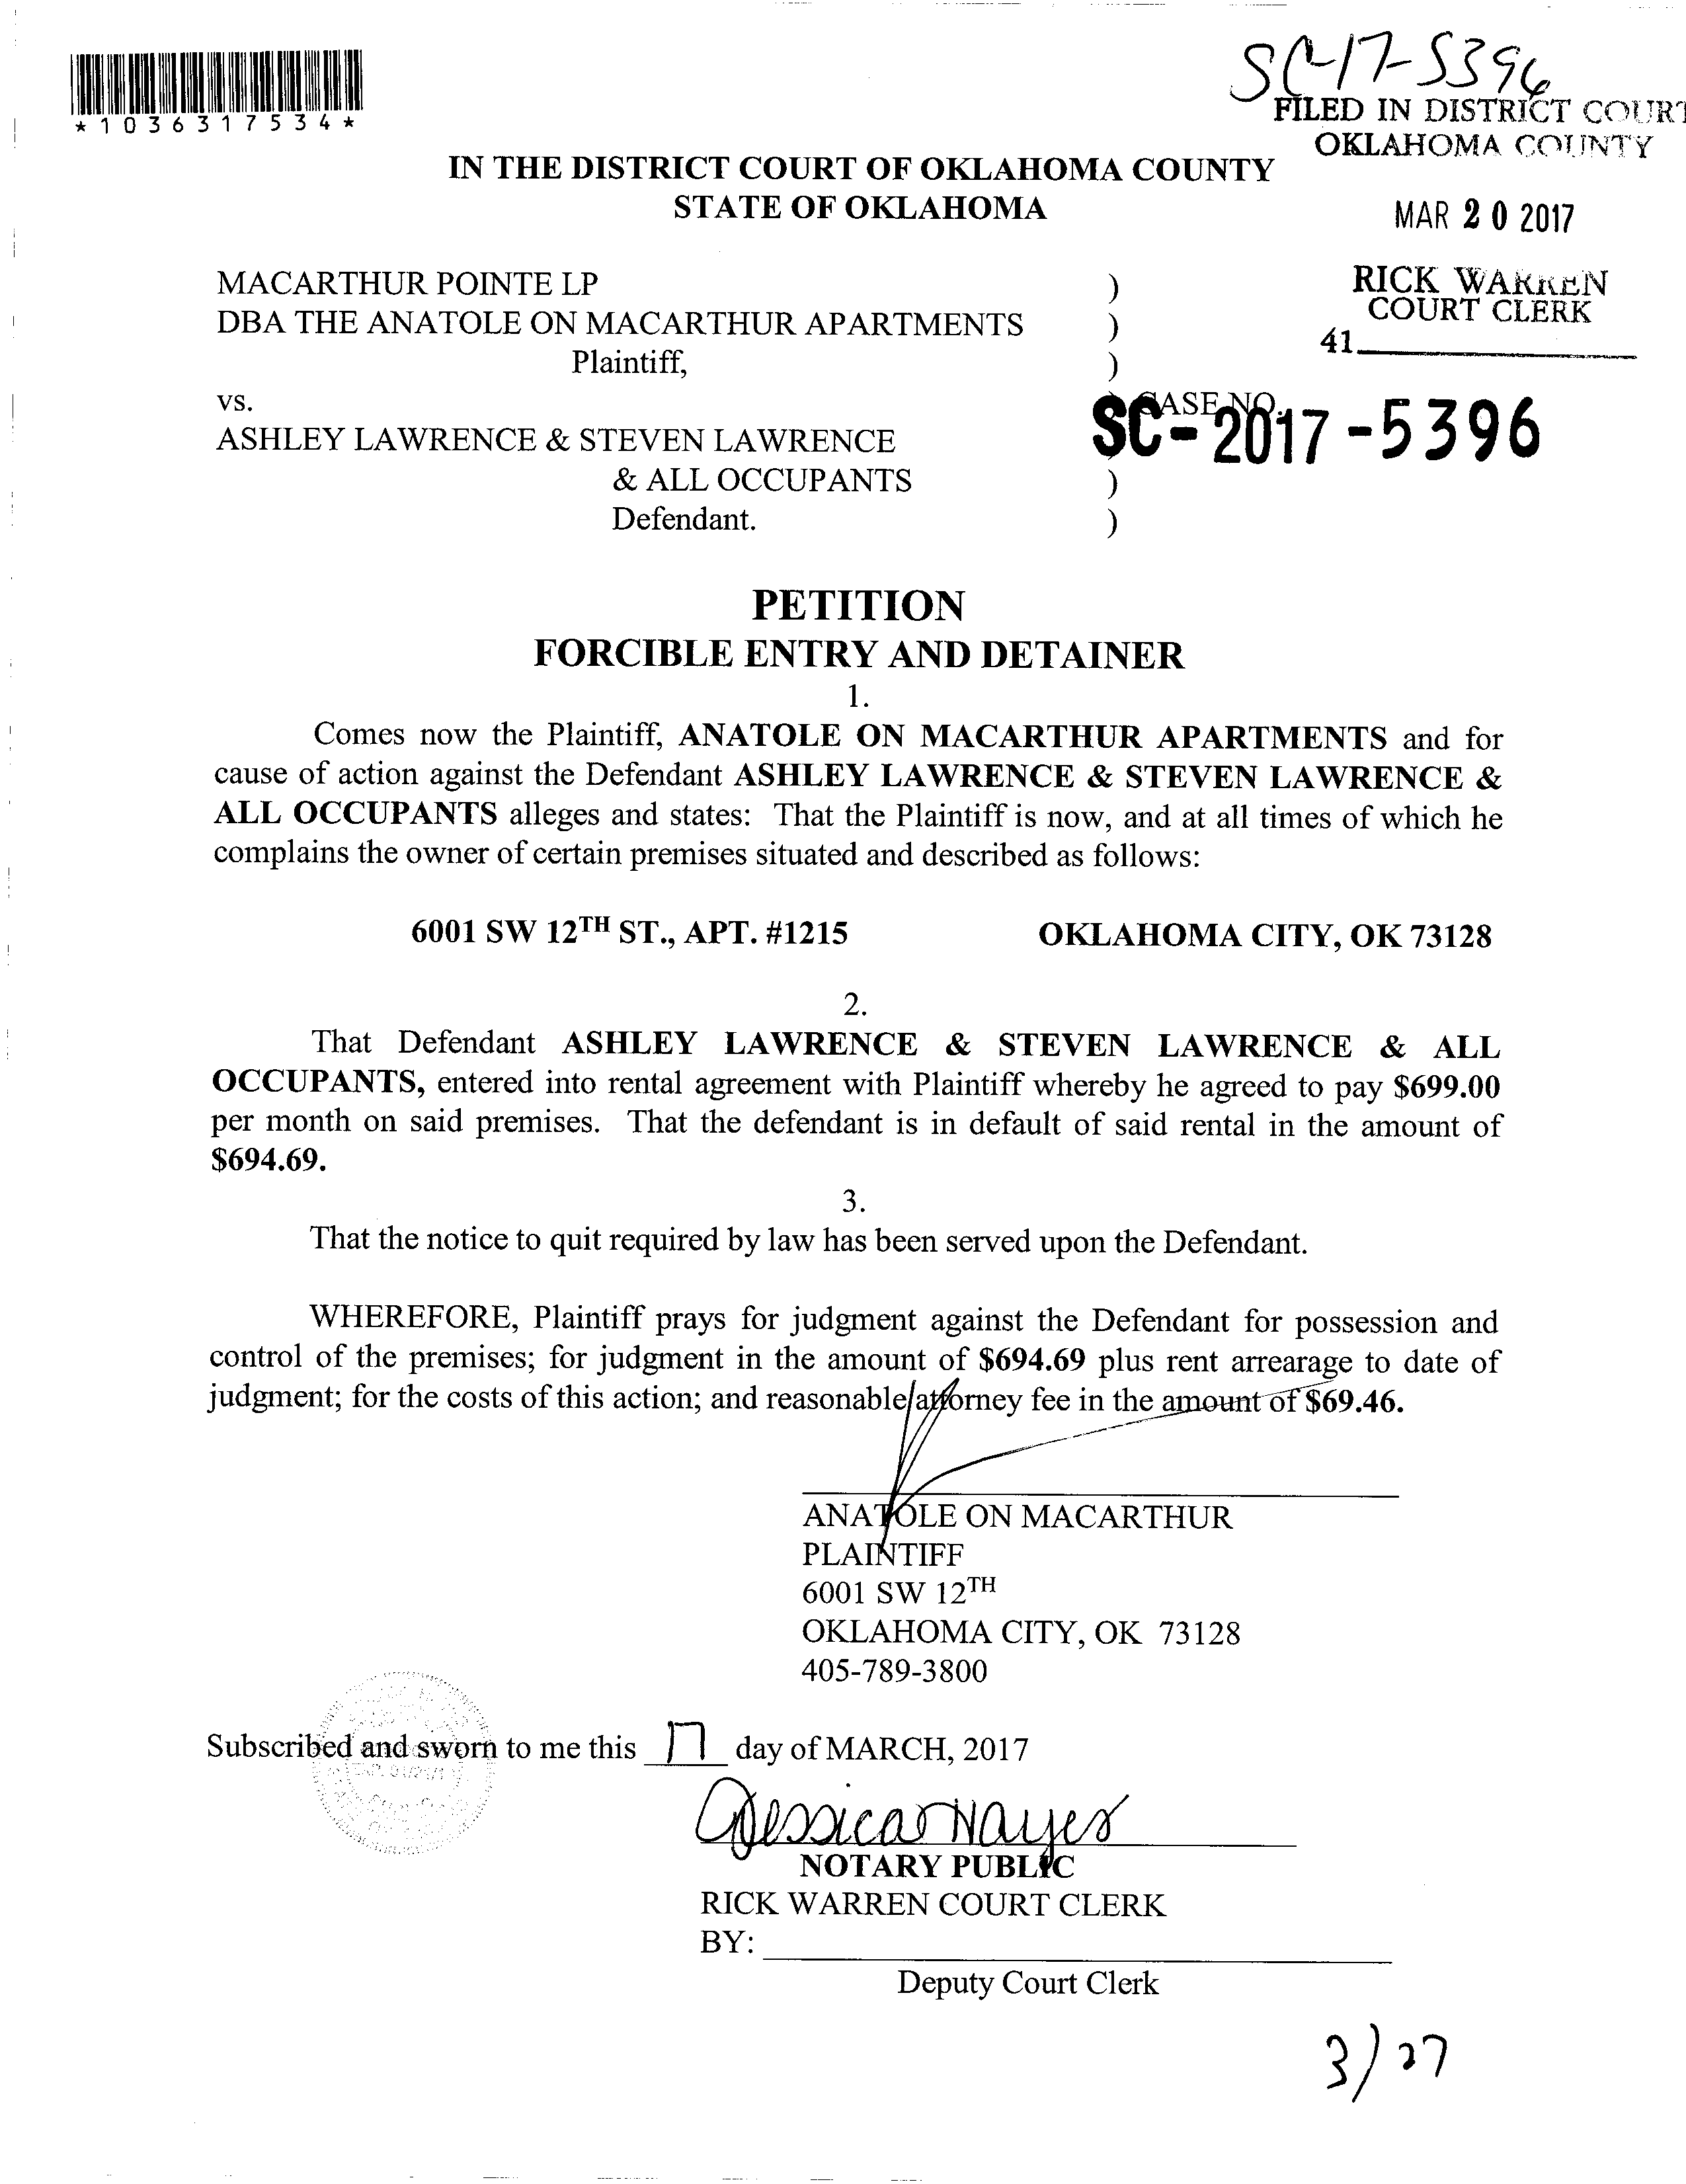 SC-17-5396
*1036317534*
FILED IN DISTRICT COURT
OKLAHOMA COUNTY
IN THE DISTRICT COURT OF OKLAHOMA COUNTY
STATE OF OKLAHOMA
MAR 20 2017
RICK WARREN
COURT CLERK
41
MACARTHUR POINTE LP )
DBA THE ANATOLE ON MACARTHUR APARTMENTS )
Plaintiff, )
vs. ) CASE NO.
SC-2017-5396
ASHLEY LAWRENCE & STEVEN LAWRENCE
& ALL OCCUPANTS )
Defendant. )
PETITION
FORCIBLE ENTRY AND DETAINER
1.
Comes now the Plaintiff, ANATOLE ON MACARTHUR APARTMENTS and for
cause of action against the Defendant ASHLEY LAWRENCE & STEVEN LAWRENCE &
ALL OCCUPANTS alleges and states: That the Plaintiff is now, and at all times of which he
complains the owner of certain premises situated and described as follows:
6001 SW 12TH ST., APT. #1215 OKLAHOMA CITY, OK 73128
2.
That Defendant ASHLEY LAWRENCE & STEVEN LAWRENCE & ALL
OCCUPANTS, entered into rental agreement with Plaintiff whereby he agreed to pay $699.00
per month on said premises. That the defendant is in default of said rental in the amount of
$694.69.
3.
That the notice to quit required by law has been served upon the Defendant.
WHEREFORE, Plaintiff prays for judgment against the Defendant for possession and
control of the premises; for judgment in the amount of $694.69 plus rent arrearage to date of
judgment; for the costs of this action; and reasonable attorney fee in the amount of $69.46.
ANATOLE ON MACARTHUR
PLAINTIFF
6001 SW 12TH
OKLAHOMA CITY, OK 73128
405-789-3800
Subscribed and sworn to me this 17 day of MARCH, 2017
Jessica Hayes
NOTARY PUBLIC
RICK WARREN COURT CLERK
BY:
Deputy Court Clerk
3/27